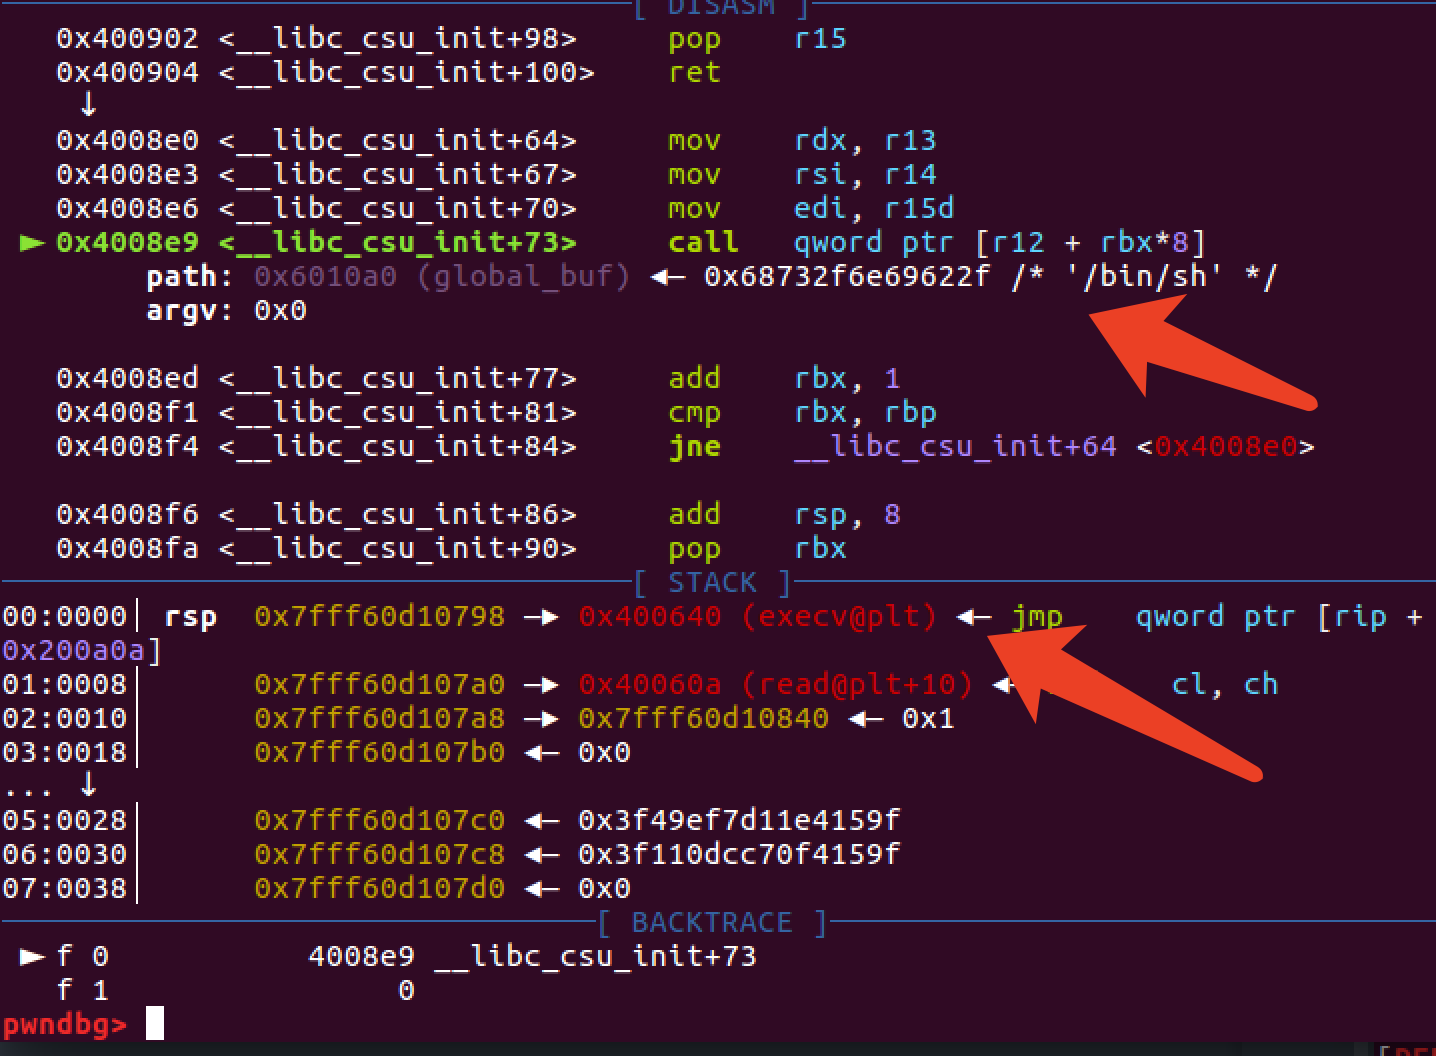 [ DISASM ]
0x400902 <__libc_csu_init+98> pop r15
0x400904 <__libc_csu_init+100> ret
↓
0x4008e0 <__libc_csu_init+64> mov rdx, r13
0x4008e3 <__libc_csu_init+67> mov rsi, r14
0x4008e6 <__libc_csu_init+70> mov edi, r15d
► 0x4008e9 <__libc_csu_init+73> call qword ptr [r12 + rbx*8]
path: 0x6010a0 (global_buf) ◄— 0x68732f6e69622f /* '/bin/sh' */
argv: 0x0
0x4008ed <__libc_csu_init+77> add rbx, 1
0x4008f1 <__libc_csu_init+81> cmp rbx, rbp
0x4008f4 <__libc_csu_init+84> jne __libc_csu_init+64 <0x4008e0>
0x4008f6 <__libc_csu_init+86> add rsp, 8
0x4008fa <__libc_csu_init+90> pop rbx
[ STACK ]
00:0000│ rsp 0x7fff60d10798 —► 0x400640 (execv@plt) ◄— jmp qword ptr [rip +
0x200a0a]
01:0008│ 0x7fff60d107a0 —► 0x40060a (read@plt+10) ◄— cl, ch
02:0010│ 0x7fff60d107a8 —► 0x7fff60d10840 ◄— 0x1
03:0018│ 0x7fff60d107b0 ◄— 0x0
... ↓
05:0028│ 0x7fff60d107c0 ◄— 0x3f49ef7d11e4159f
06:0030│ 0x7fff60d107c8 ◄— 0x3f110dcc70f4159f
07:0038│ 0x7fff60d107d0 ◄— 0x0
[ BACKTRACE ]
► f 0 4008e9 __libc_csu_init+73
f 1 0
pwndbg>